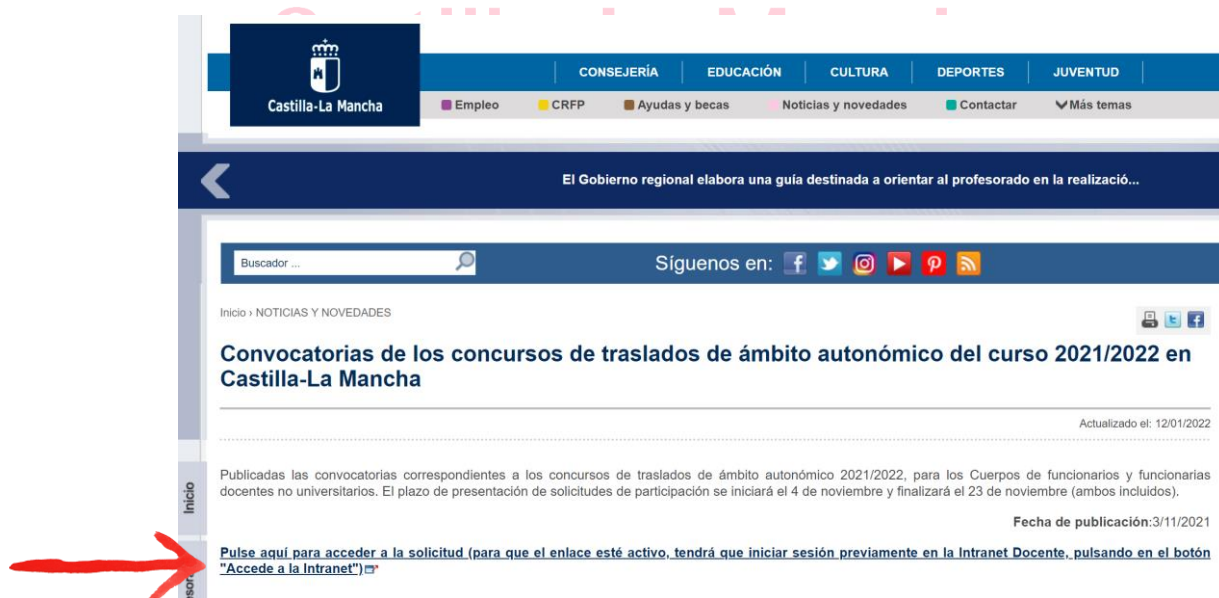 CONSEJERÍA EDUCACIÓN CULTURA DEPORTES JUVENTUD
Castilla-La Mancha
Empleo CRFP Ayudas y becas Noticias y novedades Contactar Más temas
El Gobierno regional elabora una guía destinada a orientar al profesorado en la realizació...
Buscador ...
Síguenos en:
Inicio › NOTICIAS Y NOVEDADES
Convocatorias de los concursos de traslados de ámbito autonómico del curso 2021/2022 en
Castilla-La Mancha
Actualizado el: 12/01/2022
Publicadas las convocatorias correspondientes a los concursos de traslados de ámbito autonómico 2021/2022, para los Cuerpos de funcionarios y funcionarias
docentes no universitarios. El plazo de presentación de solicitudes de participación se iniciará el 4 de noviembre y finalizará el 23 de noviembre (ambos incluidos).
Fecha de publicación:3/11/2021
Pulse aquí para acceder a la solicitud (para que el enlace esté activo, tendrá que iniciar sesión previamente en la Intranet Docente, pulsando en el botón
"Accede a la Intranet")
Inicio